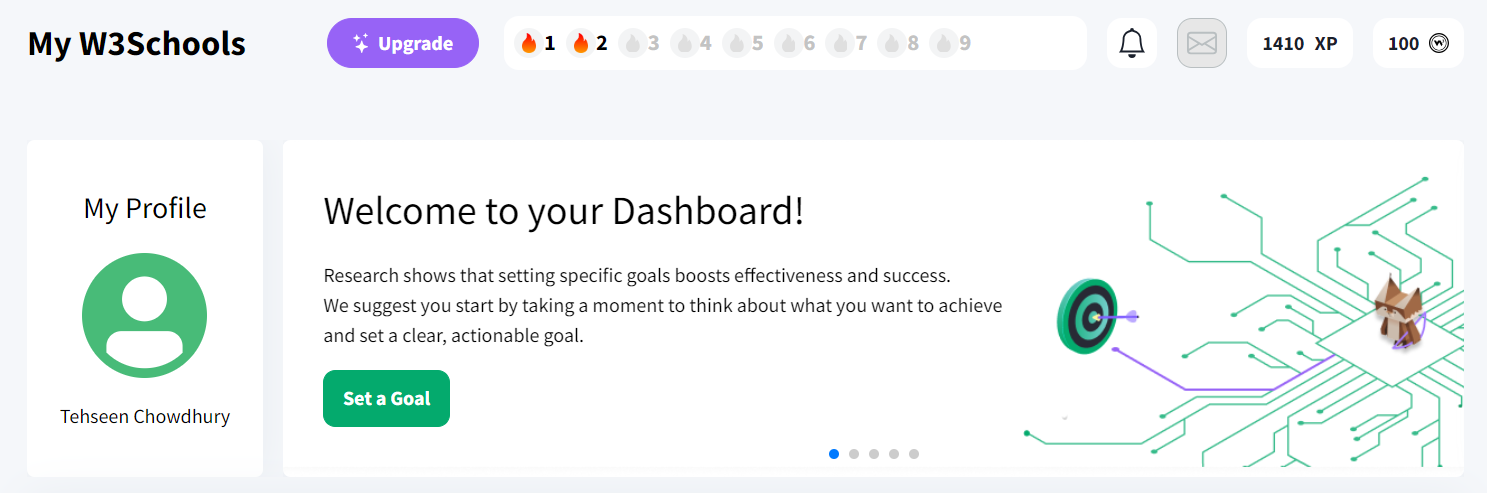 My W3Schools
Upgrade
1 2 3 4 5 6 7 8 9
1410 XP
100
My Profile
Tehseen Chowdhury
Welcome to your Dashboard!
Research shows that setting specific goals boosts effectiveness and success.
We suggest you start by taking a moment to think about what you want to achieve
and set a clear, actionable goal.
Set a Goal